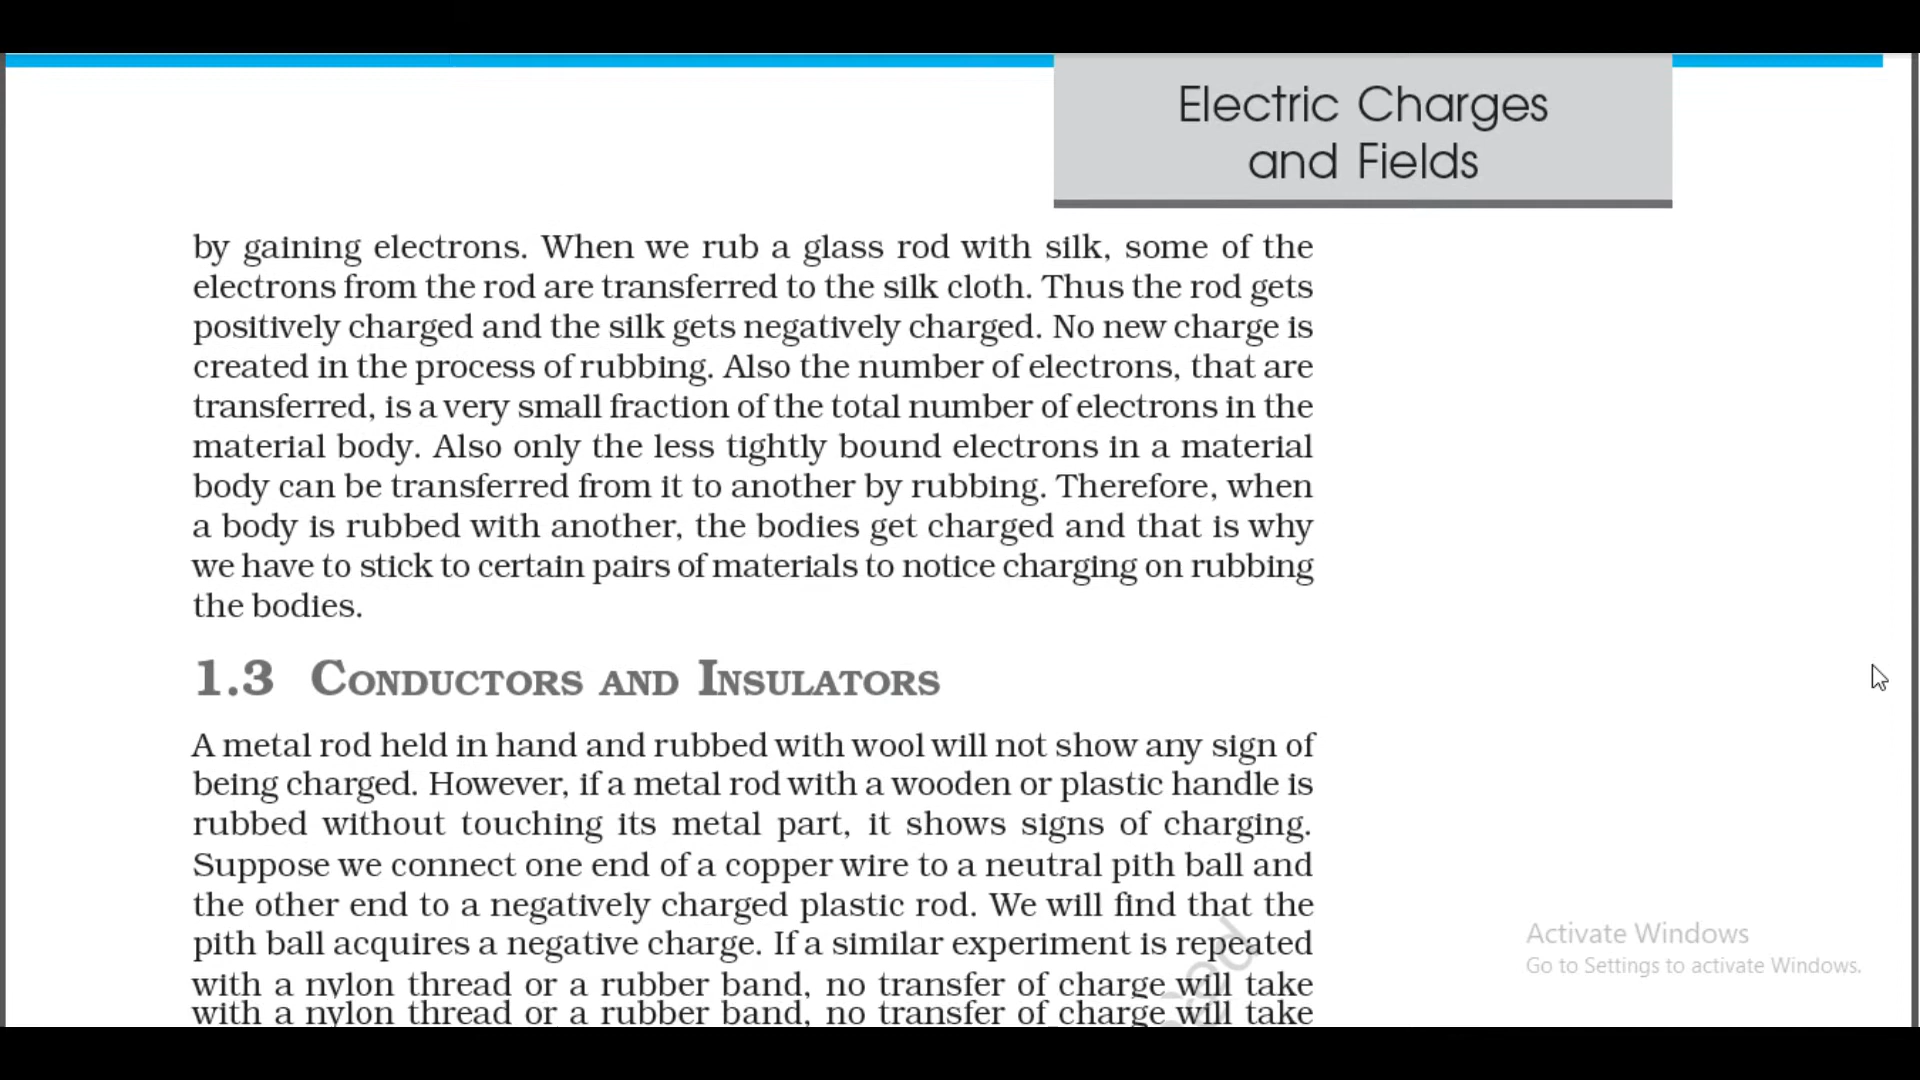 Electric Charges
and Fields
by gaining electrons. When we rub a glass rod with silk, some of the
electrons from the rod are transferred to the silk cloth. Thus the rod gets
positively charged and the silk gets negatively charged. No new charge is
created in the process of rubbing. Also the number of electrons, that are
transferred, is a very small fraction of the total number of electrons in the
material body. Also only the less tightly bound electrons in a material
body can be transferred from it to another by rubbing. Therefore, when
a body is rubbed with another, the bodies get charged and that is why
we have to stick to certain pairs of materials to notice charging on rubbing
the bodies.
1.3 CONDUCTORS AND INSULATORS
A metal rod held in hand and rubbed with wool will not show any sign of
being charged. However, if a metal rod with a wooden or plastic handle is
rubbed without touching its metal part, it shows signs of charging.
Suppose we connect one end of a copper wire to a neutral pith ball and
the other end to a negatively charged plastic rod. We will find that the
pith ball acquires a negative charge. If a similar experiment is repeated
with a nylon thread or a rubber band, no transfer of charge will take
with a nylon thread or a rubber band, no transfer of charge will take
Activate Windows
Go to Settings to activate Windows.